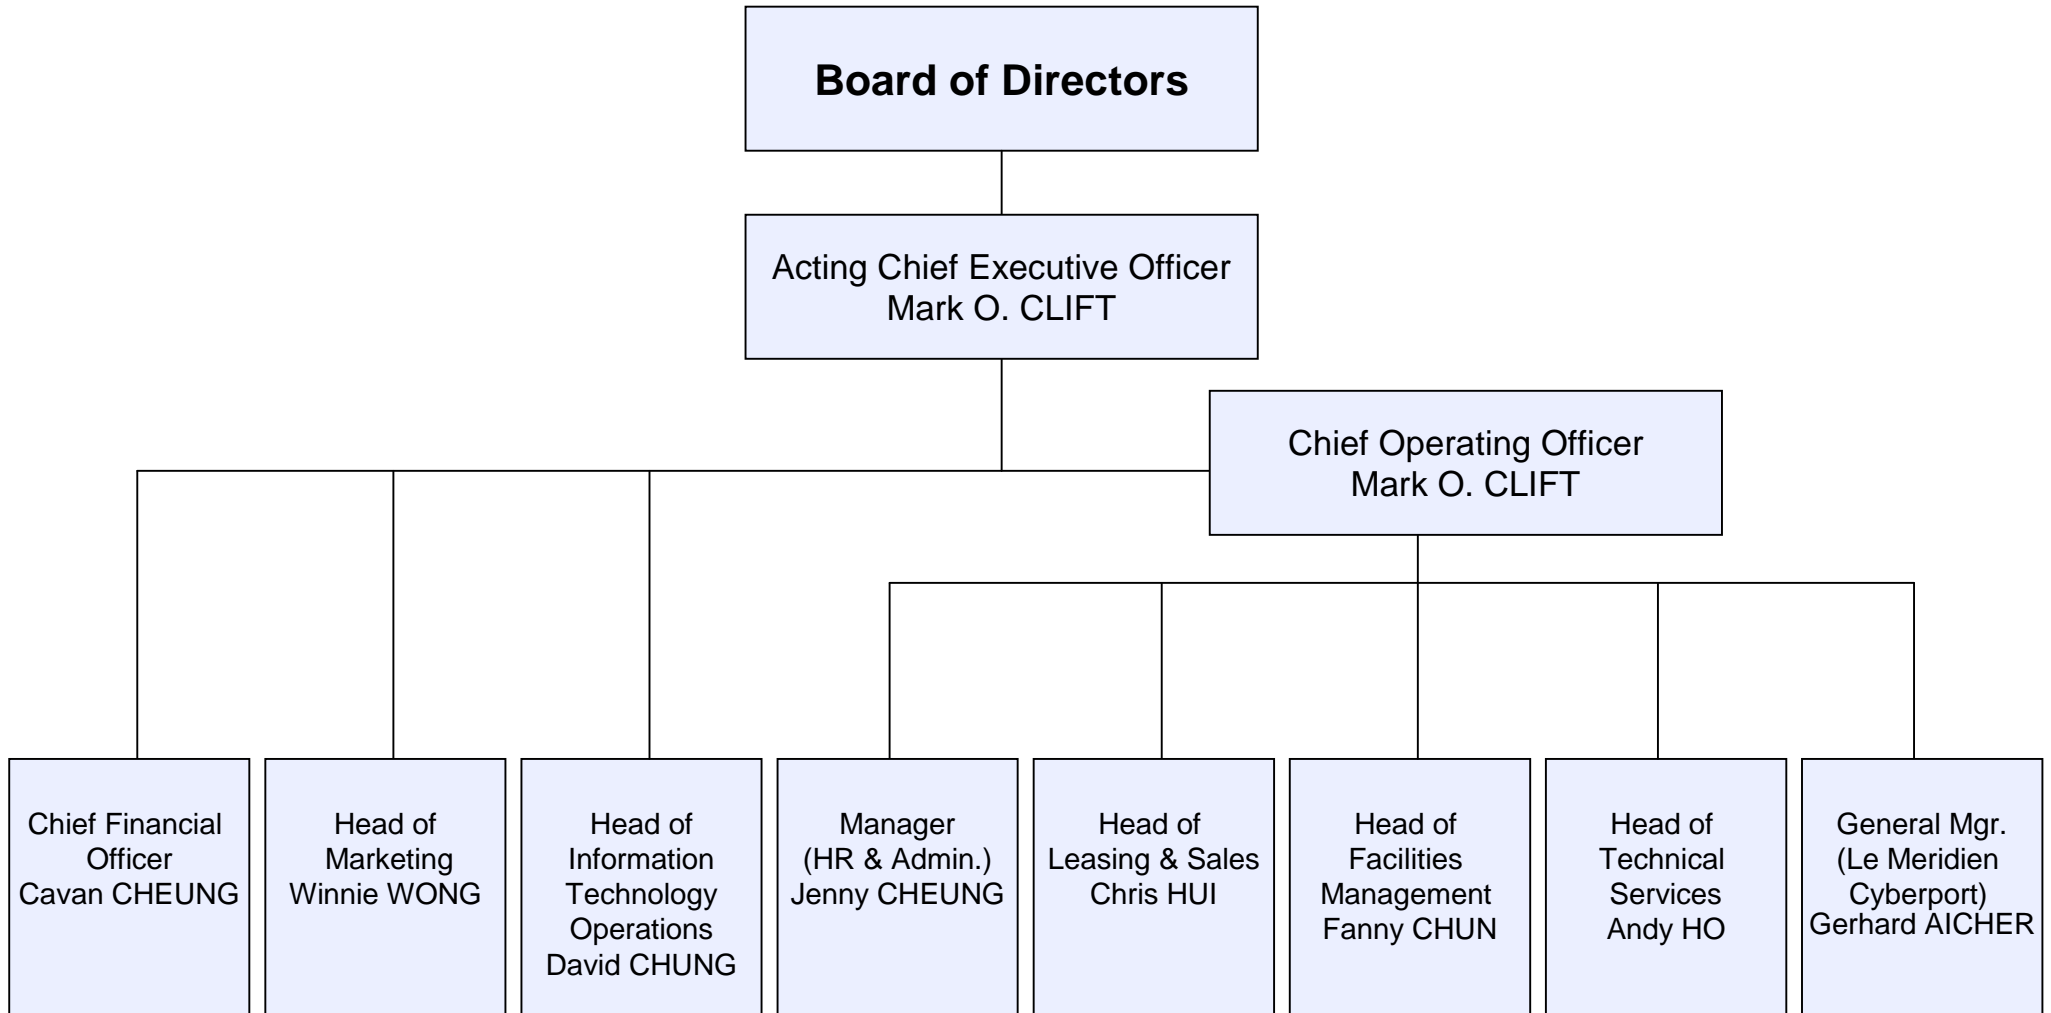 Board of Directors
Acting Chief Executive Officer
Mark O. CLIFT
Chief Operating Officer
Mark O. CLIFT
Chief Financial
Officer
Cavan CHEUNG
Head of
Marketing
Winnie WONG
Head of
Information
Technology
Operations
David CHUNG
Manager
(HR & Admin.)
Jenny CHEUNG
Head of
Leasing & Sales
Chris HUI
Head of
Facilities
Management
Fanny CHUN
Head of
Technical
Services
Andy HO
General Mgr.
(Le Meridien
Cyberport)
Gerhard AICHER